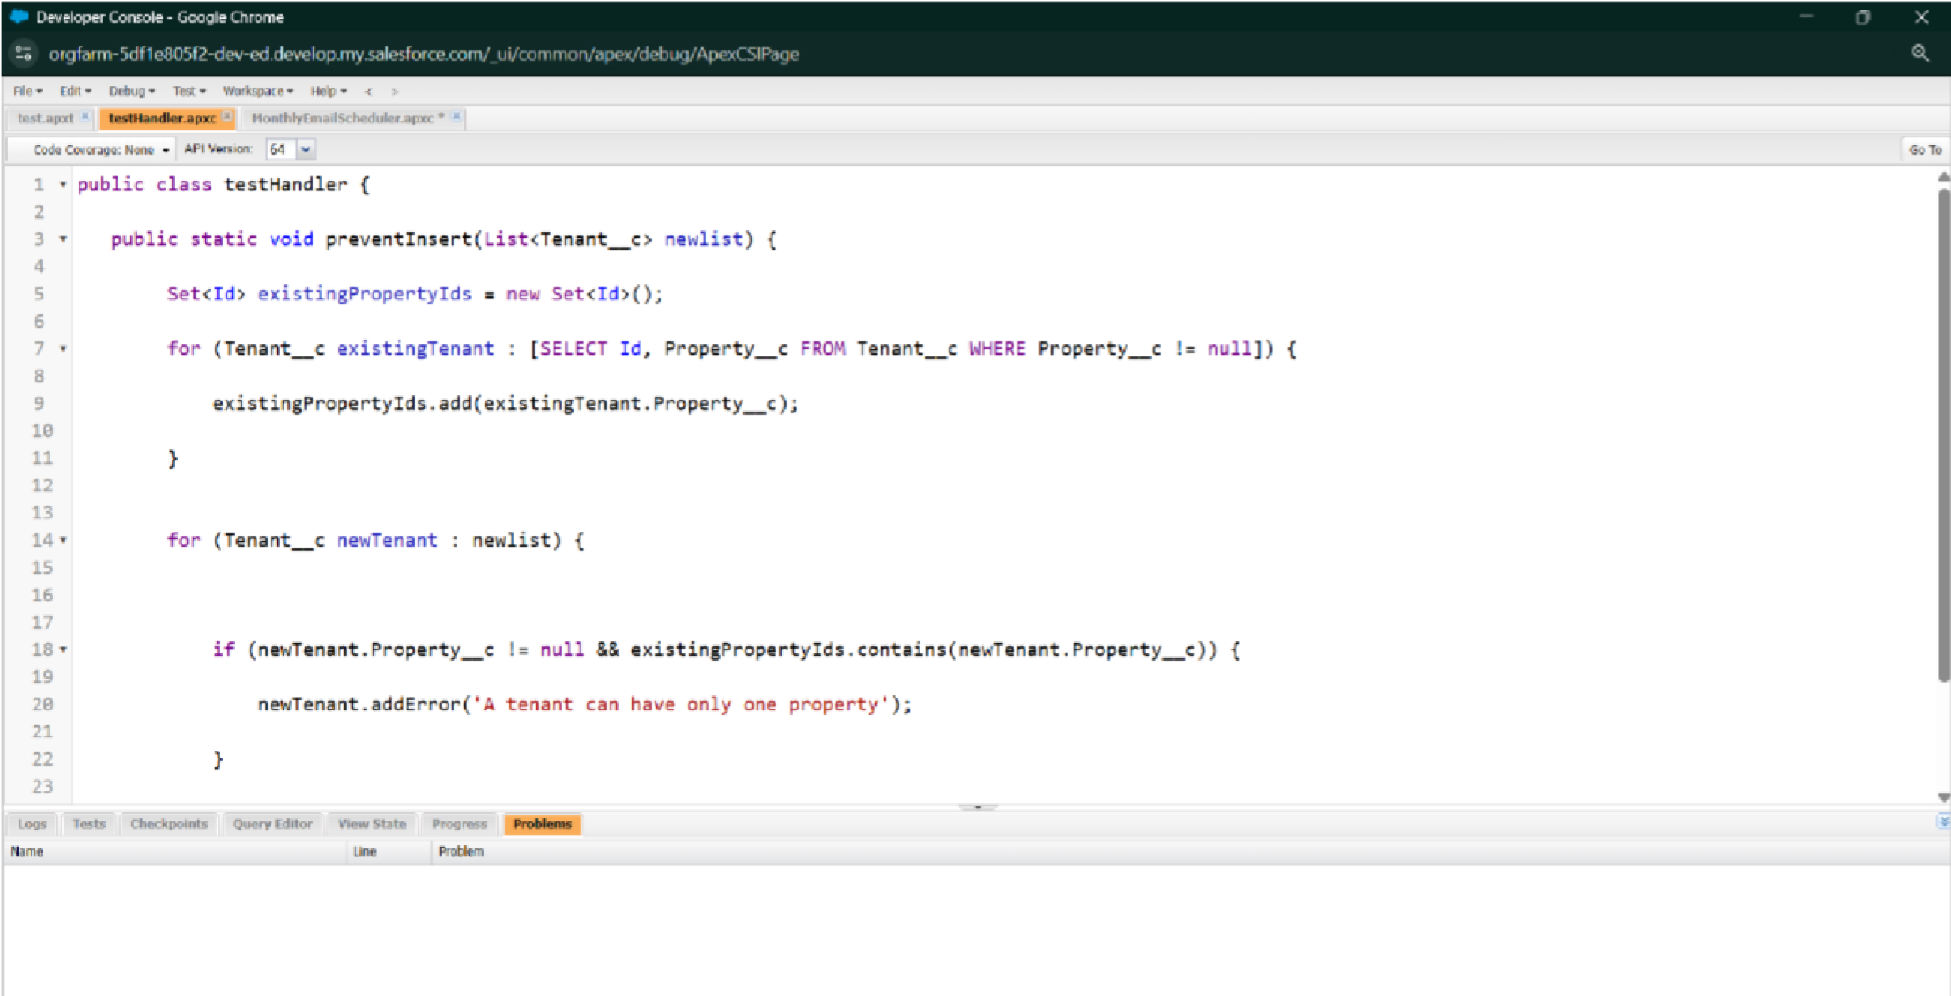 Developer Console - Google Chrome
orgfarm-5df1e805f2-dev-ed.develop.my.salesforce.com/_ui/common/apex/debug/ApexCSIPage
File Edit Debug Test Workspace Help < >
test.apxt testHandler.apxc MonthlyEmailScheduler.apxc *
Code Coverage: None API Version: 64 Go To
1 public class testHandler {
2
3 public static void preventInsert(List<Tenant__c> newlist) {
4
5 Set<Id> existingPropertyIds = new Set<Id>();
6
7 for (Tenant__c existingTenant : [SELECT Id, Property__c FROM Tenant__c WHERE Property__c != null]) {
8
9 existingPropertyIds.add(existingTenant.Property__c);
10
11 }
12
13
14 for (Tenant__c newTenant : newlist) {
15
16
17
18 if (newTenant.Property__c != null && existingPropertyIds.contains(newTenant.Property__c)) {
19
20 newTenant.addError('A tenant can have only one property');
21
22 }
23
Logs Tests Checkpoints Query Editor View State Progress Problems
Name Line Problem